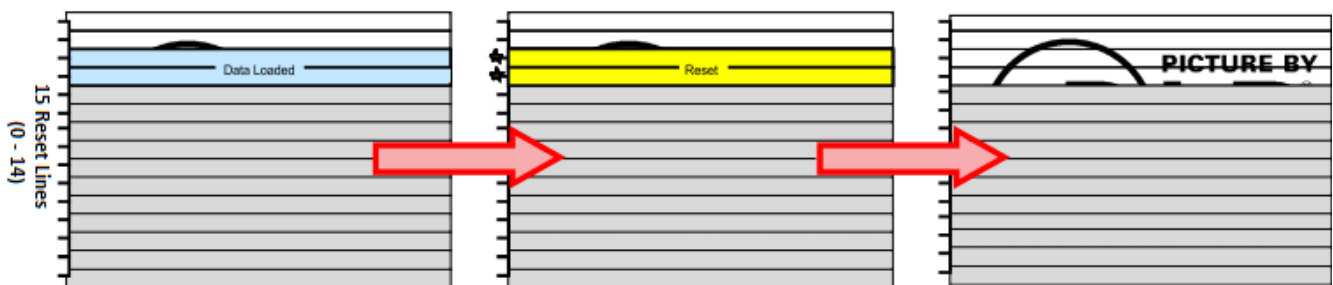 15 Reset Lines
(0 - 14)
Data Loaded
*
*
Reset
PICTURE BY